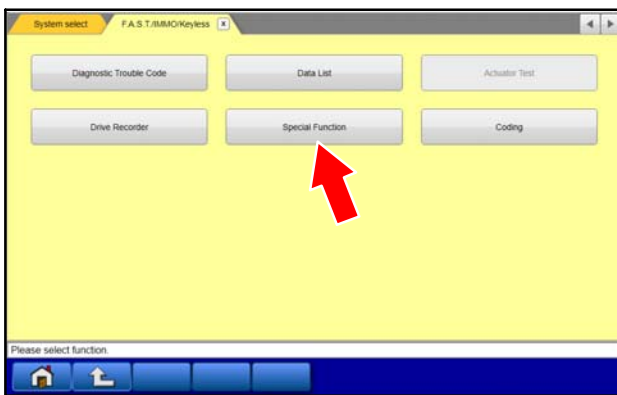 System select F.A.S.T./IMMO/Keyless x
Diagnostic Trouble Code Data List Actuator Test
Drive Recorder Special Function Coding
Please select function.